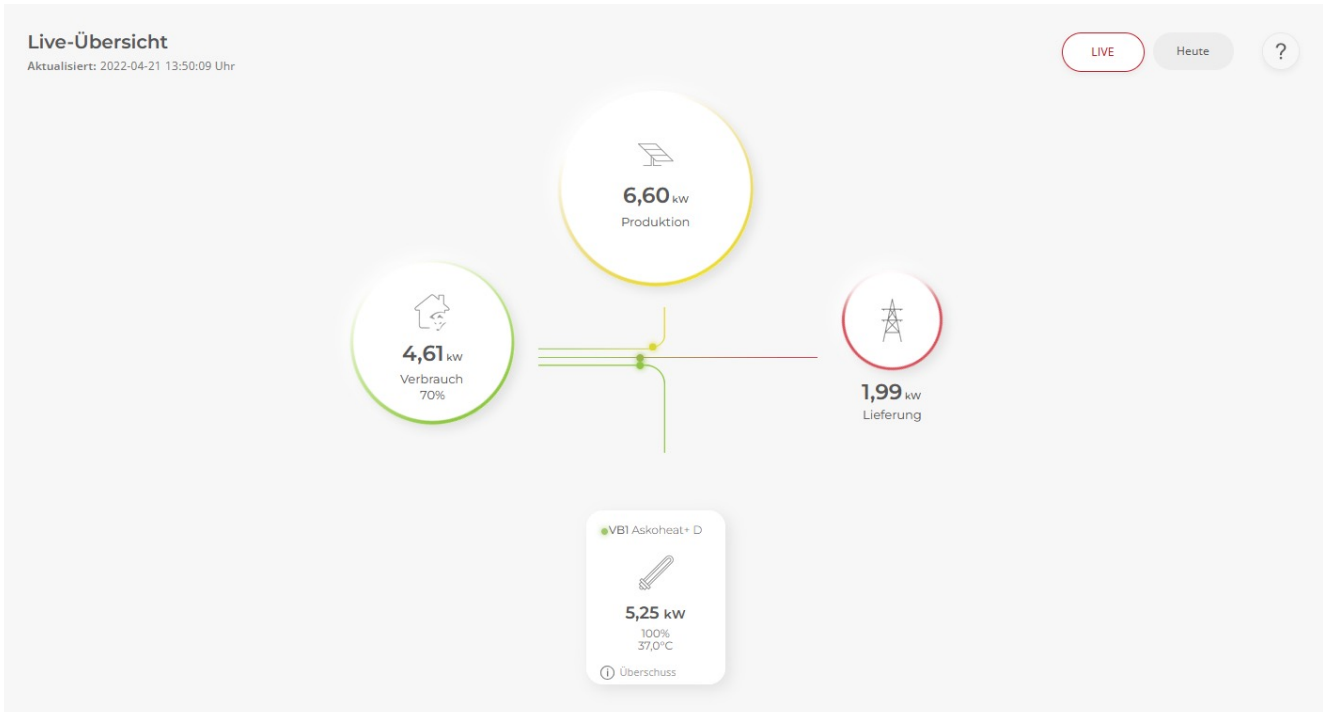 Live-Übersicht
Aktualisiert: 2022-04-21 13:50:09 Uhr
LIVE
Heute
?
6,60 kW
Produktion
4,61 kW
Verbrauch
70%
1,99 kW
Lieferung
VB1 Askoheat+ D
5,25 kW
100%
37,0°C
i Überschuss